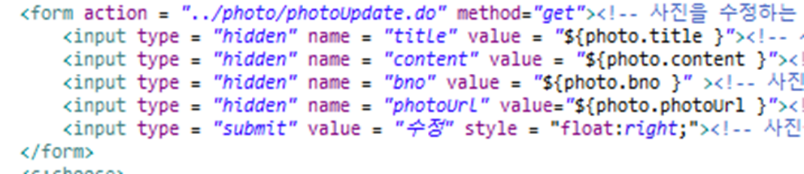 <form action = "../photo/photoUpdate.do" method="get"><!-- 사진을 수정하는
<input type = "hidden" name = "title" value = "${photo.title }"><!--
<input type = "hidden" name = "content" value = "${photo.content }"><!
<input type = "hidden" name = "bno" value = "${photo.bno }" ><!-- 사진
<input type = "hidden" name = "photoUrl" value="${photo.photoUrl }"><!
<input type = "submit" value = "수정" style = "float:right;"><!-- 사진
</form>
<c:choose>